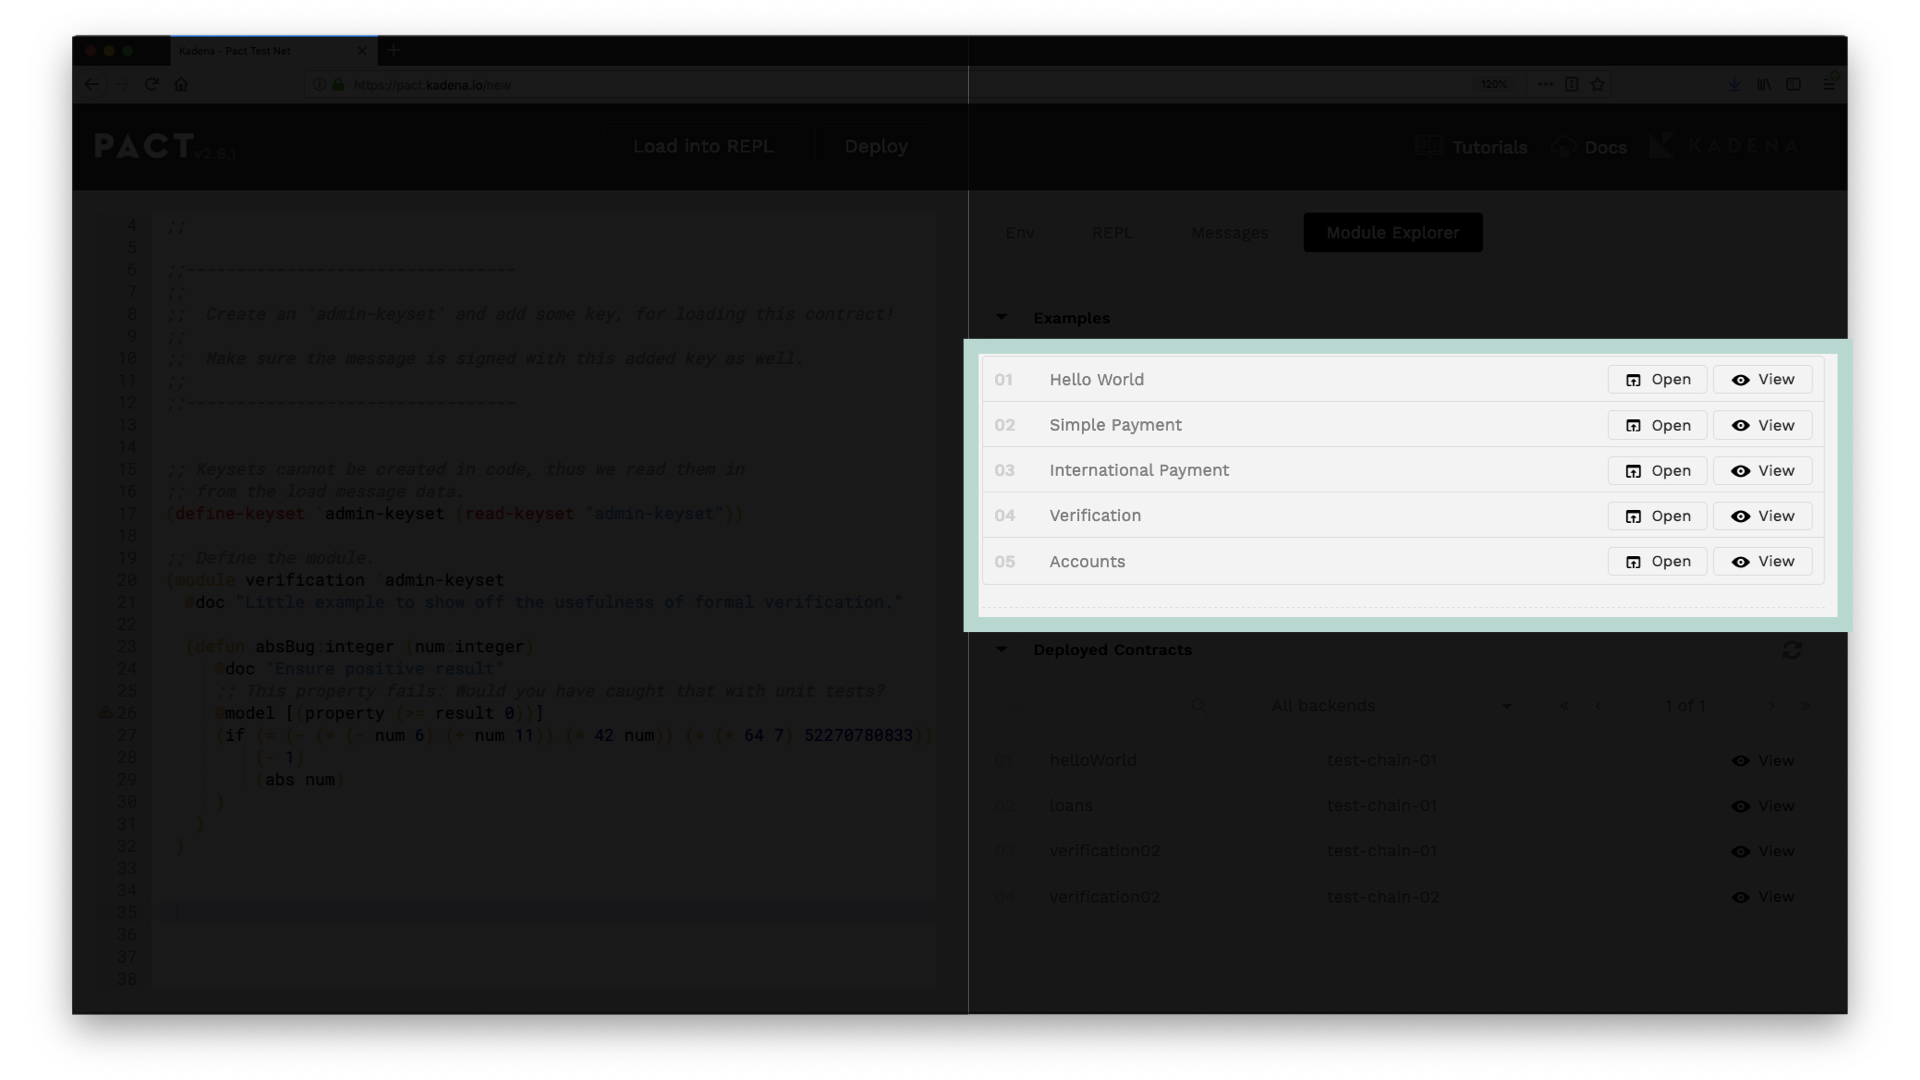 Kadena - Pact Test Net
https://pact.kadena.io/new
120%
PACT v2.6.1
Load into REPL
Deploy
Tutorials
Docs
KADENA
4 ;;
5
6 ;;---------------------------------
7 ;;
8 ;;  Create an 'admin-keyset' and add some key, for loading this contract!
9 ;;
10 ;;  Make sure the message is signed with this added key as well.
11 ;;
12 ;;---------------------------------
13
14
15 ;; Keysets cannot be created in code, thus we read them in
16 ;; from the load message data.
17 (define-keyset 'admin-keyset (read-keyset "admin-keyset"))
18
19 ;; Define the module.
20 (module verification 'admin-keyset
21   @doc "Little example to show off the usefulness of formal verification."
22
23   (defun absBug:integer (num:integer)
24      @doc "Ensure positive result"
25      ;; This property fails: Would you have caught that with unit tests?
26      @model [(property (>= result 0))]
27      (if (= (- (* (- num 6) (+ num 11)) (* 42 num)) (* (* 64 7) 52270780833))
28          (- 1)
29          (abs num)
30      )
31    )
32  )
33
34
35
36
37
38
Env
REPL
Messages
Module Explorer
Examples
01 Hello World Open View
02 Simple Payment Open View
03 International Payment Open View
04 Verification Open View
05 Accounts Open View
Deployed Contracts
All backends
1 of 1
01 helloWorld test-chain-01 View
02 loans test-chain-01 View
03 verification02 test-chain-01 View
04 verification02 test-chain-02 View